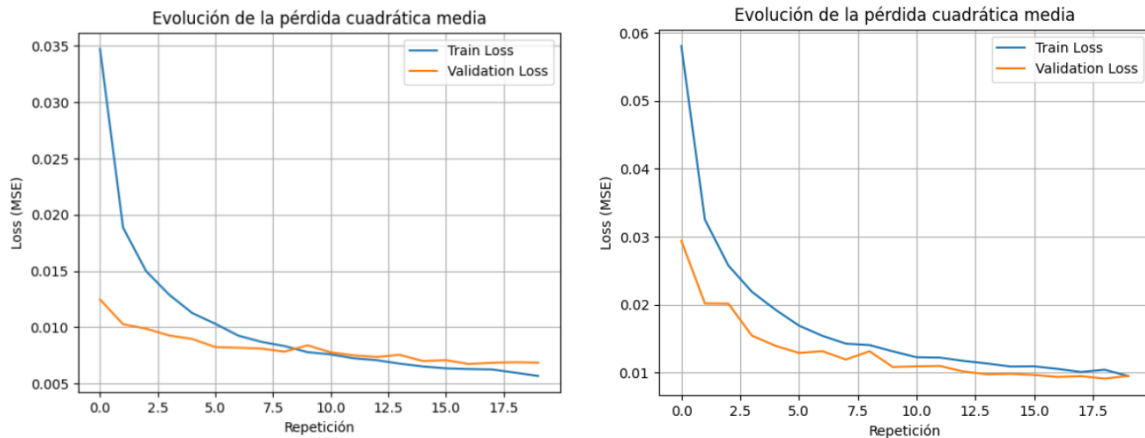 Evolución de la pérdida cuadrática media
Train Loss
Validation Loss
Loss (MSE)
0.035
0.030
0.025
0.020
0.015
0.010
0.005
0.0 2.5 5.0 7.5 10.0 12.5 15.0 17.5
Repetición
Evolución de la pérdida cuadrática media
Train Loss
Validation Loss
Loss (MSE)
0.06
0.05
0.04
0.03
0.02
0.01
0.0 2.5 5.0 7.5 10.0 12.5 15.0 17.5
Repetición